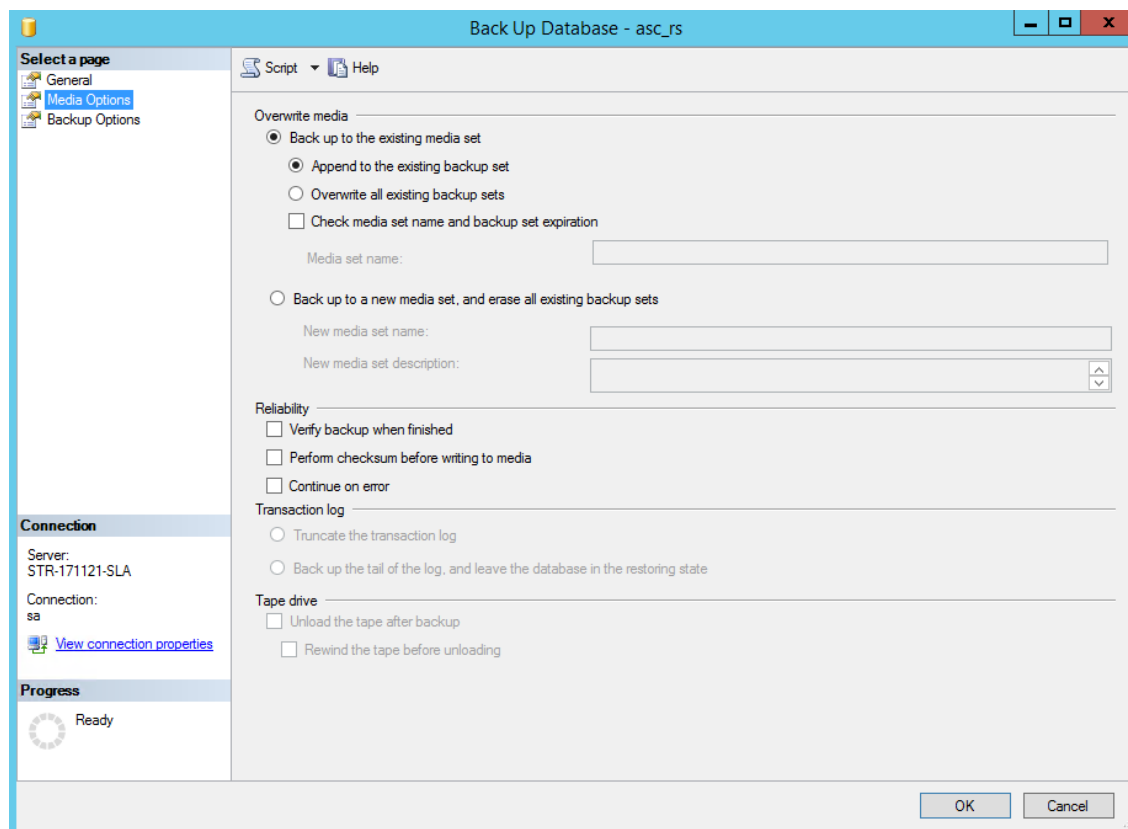 Back Up Database - asc_rs
Select a page
General
Media Options
Backup Options
Script
Help
Overwrite media
Back up to the existing media set
Append to the existing backup set
Overwrite all existing backup sets
Check media set name and backup set expiration
Media set name:
Back up to a new media set, and erase all existing backup sets
New media set name:
New media set description:
Reliability
Verify backup when finished
Perform checksum before writing to media
Continue on error
Transaction log
Truncate the transaction log
Back up the tail of the log, and leave the database in the restoring state
Tape drive
Unload the tape after backup
Rewind the tape before unloading
Connection
Server:
STR-171121-SLA
Connection:
sa
View connection properties
Progress
Ready
OK
Cancel